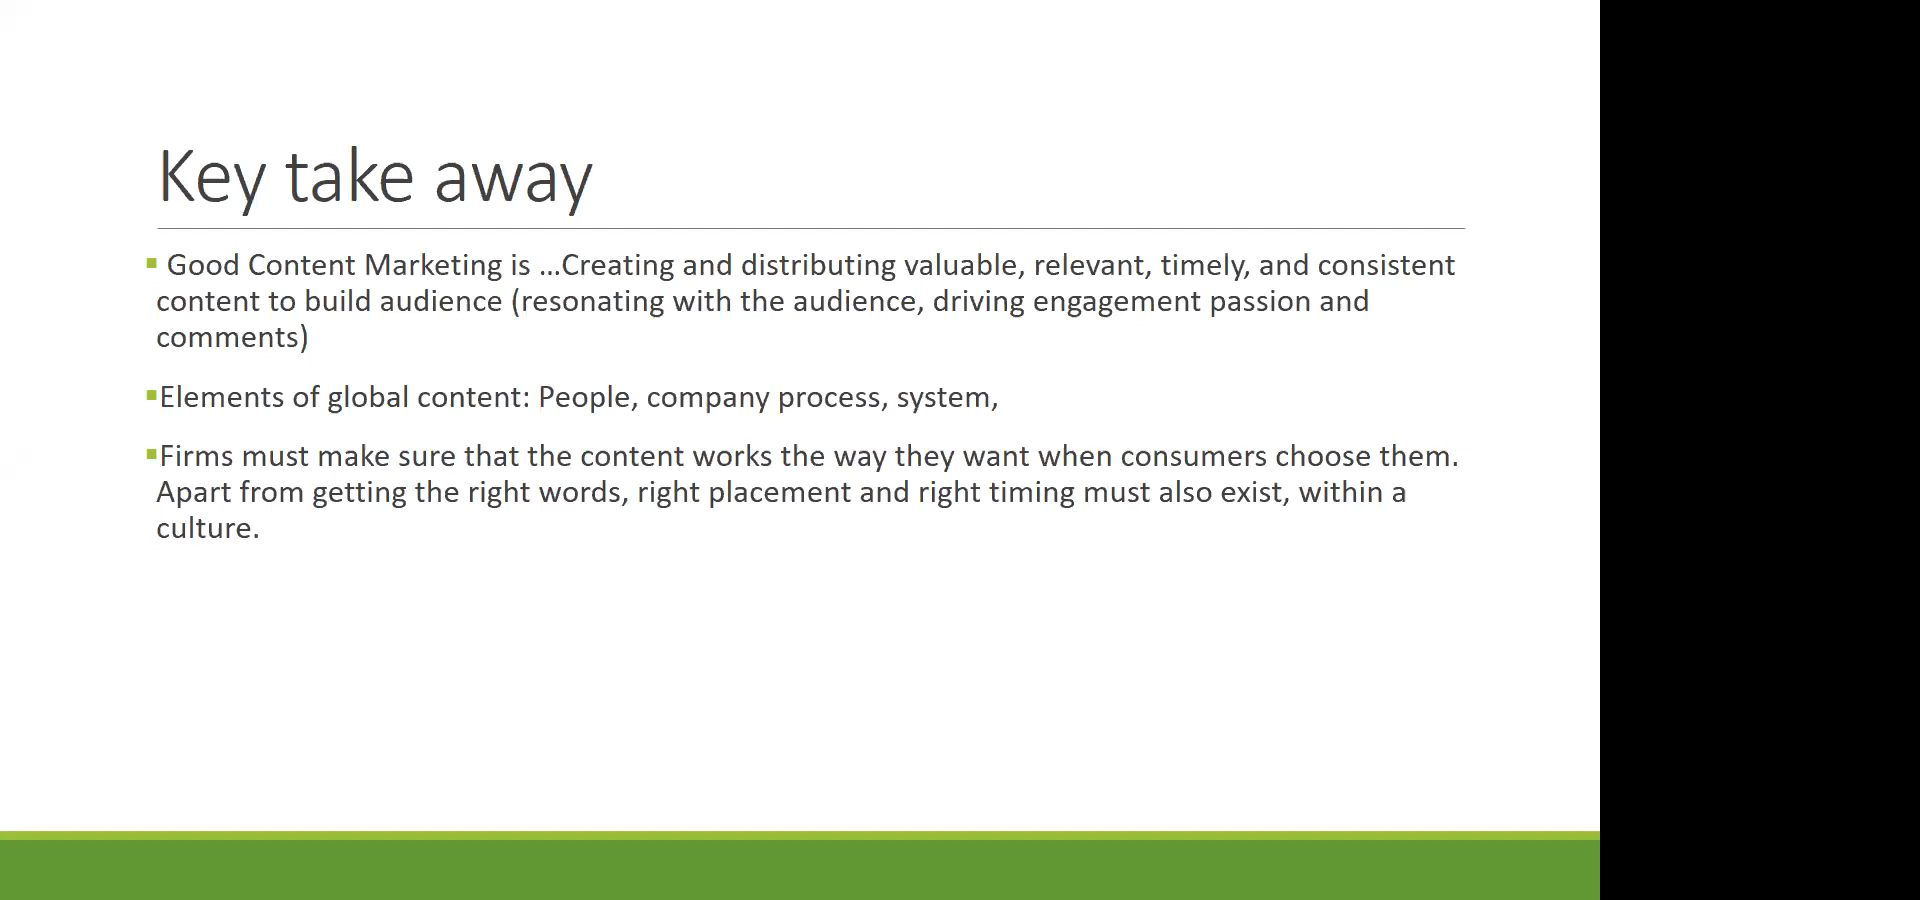 Key take away
▪ Good Content Marketing is ...Creating and distributing valuable, relevant, timely, and consistent
content to build audience (resonating with the audience, driving engagement passion and
comments)
▪Elements of global content: People, company process, system,
▪Firms must make sure that the content works the way they want when consumers choose them.
Apart from getting the right words, right placement and right timing must also exist, within a
culture.